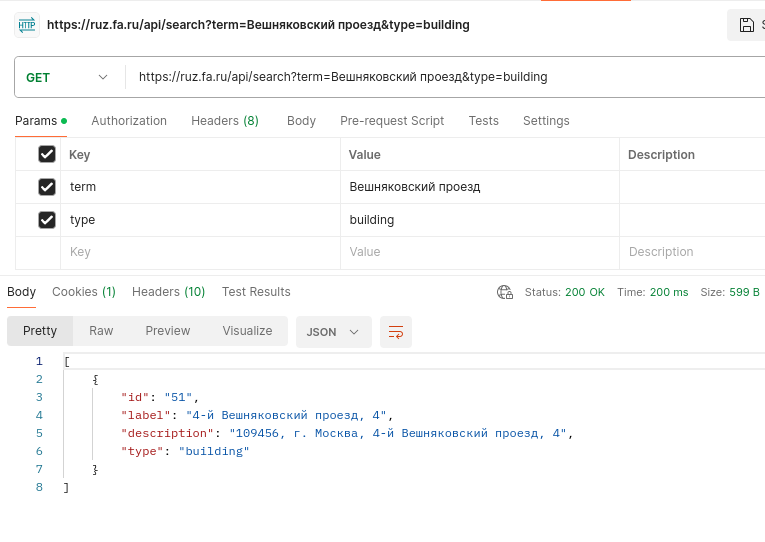 HTTP https://ruz.fa.ru/api/search?term=Вешняковский проезд&type=building
GET https://ruz.fa.ru/api/search?term=Вешняковский проезд&type=building
Params Authorization Headers (8) Body Pre-request Script Tests Settings
Key Value Description
term Вешняковский проезд
type building
Key Value Description
Body Cookies (1) Headers (10) Test Results Status: 200 OK Time: 200 ms Size: 599 B
Pretty Raw Preview Visualize JSON
1 [
2 {
3 "id": "51",
4 "label": "4-й Вешняковский проезд, 4",
5 "description": "109456, г. Москва, 4-й Вешняковский проезд, 4",
6 "type": "building"
7 }
8 ]